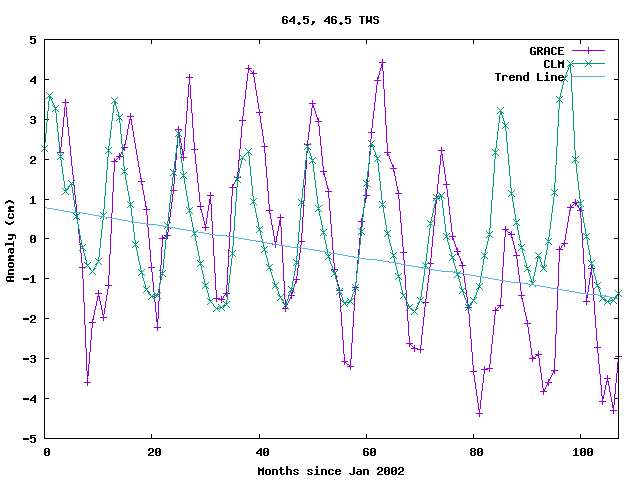 64.5, 46.5 TWS
GRACE
CLM
Trend Line
5
4
3
2
1
0
-1
-2
-3
-4
-5
Anomaly (cm)
0 20 40 60 80 100
Months since Jan 2002